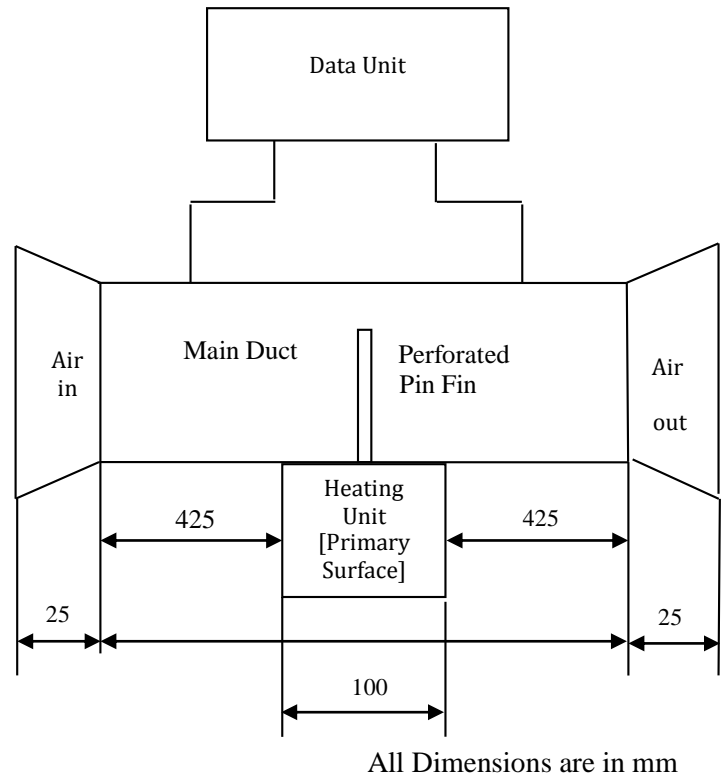 Data Unit
Main Duct
Perforated
Pin Fin
Air
in
Air
out
Heating
Unit
[Primary
Surface]
425
425
25
25
100
All Dimensions are in mm